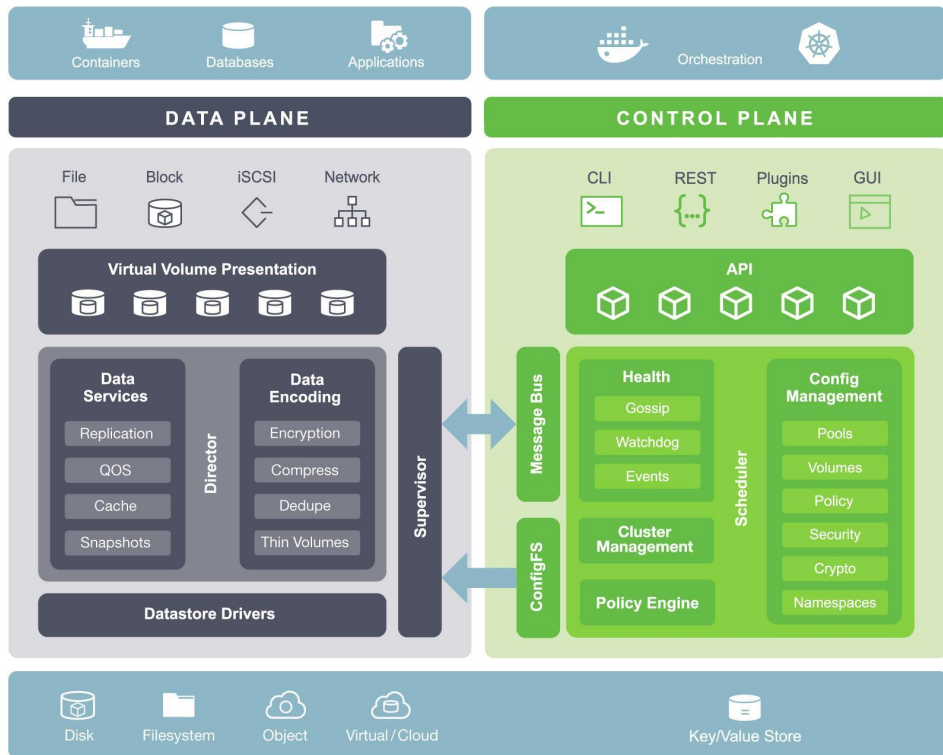 Containers
Databases
Applications
Orchestration
DATA PLANE
CONTROL PLANE
File
Block
iSCSI
Network
CLI
REST
Plugins
GUI
Virtual Volume Presentation
API
Data
Services
Replication
QOS
Cache
Snapshots
Director
Data
Encoding
Encryption
Compress
Dedupe
Thin Volumes
Supervisor
Datastore Drivers
Message Bus
ConfigFS
Health
Gossip
Watchdog
Events
Cluster
Management
Policy Engine
Scheduler
Config
Management
Pools
Volumes
Policy
Security
Crypto
Namespaces
Disk
Filesystem
Object
Virtual/Cloud
Key/Value Store